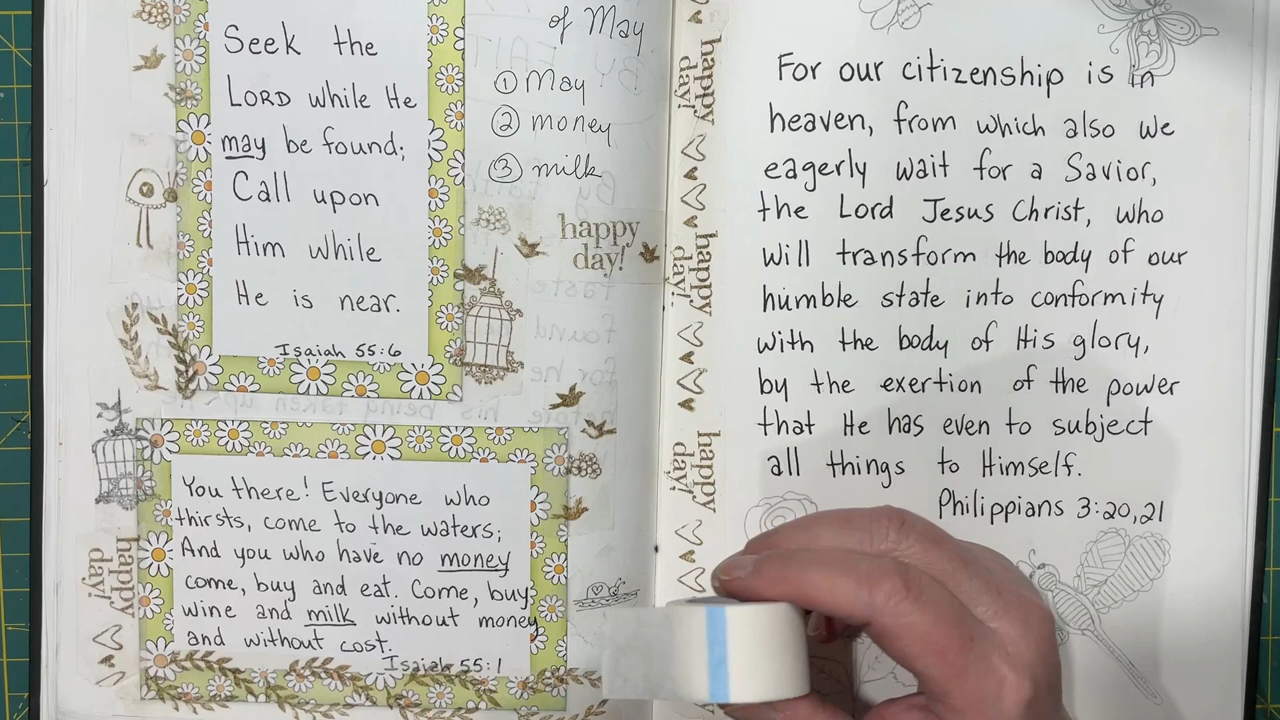 Seek the
LORD while He
may be found;
Call upon
Him while
He is near.
Isaiah 55:6
of May
① May
② money
③ milk
happy
day!
You there! Everyone who
thirsts, come to the waters;
And you who have no money
come, buy and eat. Come, buy
wine and milk without money
and without cost.
Isaiah 55:1
happy
day!
happy
day!
happy
day!
happy
day!
For our citizenship is in
heaven, from which also we
eagerly wait for a Savior,
the Lord Jesus Christ, who
will transform the body of our
humble state into conformity
with the body of His glory,
by the exertion of the power
that He has even to subject
all things to Himself.
Philippians 3:20,21